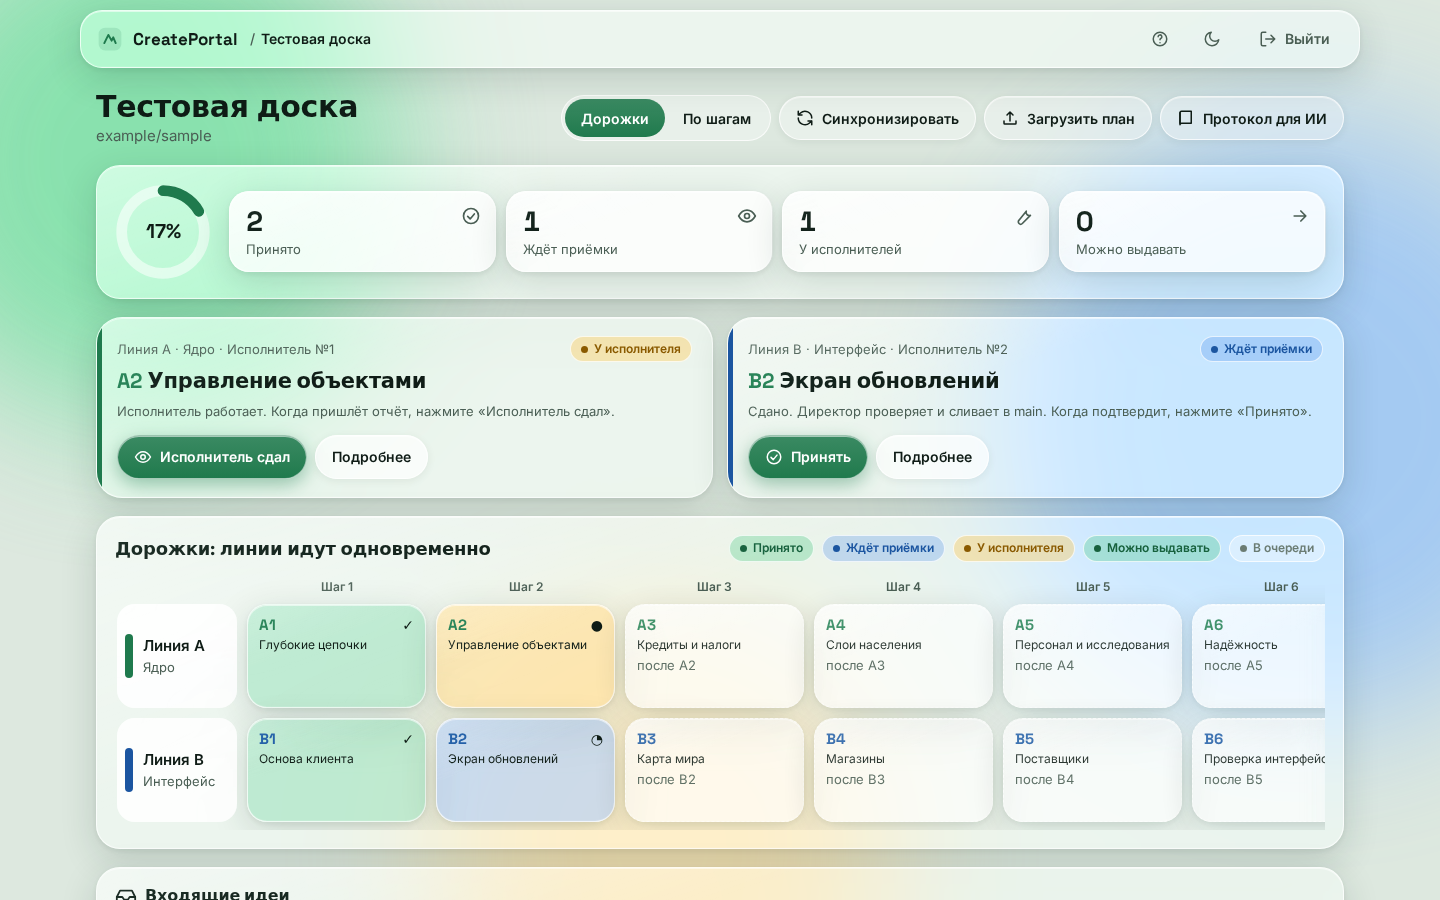 CreatePortal / Тестовая доска
Выйти
Тестовая доска
example/sample
Дорожки
По шагам
Синхронизировать
Загрузить план
Протокол для ИИ
17%
2
Принято
1
Ждёт приёмки
1
У исполнителей
0
Можно выдавать
Линия A · Ядро · Исполнитель №1
У исполнителя
A2 Управление объектами
Исполнитель работает. Когда пришлёт отчёт, нажмите «Исполнитель сдал».
Исполнитель сдал
Подробнее
Линия B · Интерфейс · Исполнитель №2
Ждёт приёмки
B2 Экран обновлений
Сдано. Директор проверяет и сливает в main. Когда подтвердит, нажмите «Принято».
Принять
Подробнее
Дорожки: линии идут одновременно
Принято
Ждёт приёмки
У исполнителя
Можно выдавать
В очереди
Шаг 1
Шаг 2
Шаг 3
Шаг 4
Шаг 5
Шаг 6
Линия A
Ядро
A1
Глубокие цепочки
A2
Управление объектами
A3
Кредиты и налоги
после A2
A4
Слои населения
после A3
A5
Персонал и исследования
после A4
A6
Надёжность
после A5
Линия B
Интерфейс
B1
Основа клиента
B2
Экран обновлений
B3
Карта мира
после B2
B4
Магазины
после B3
B5
Поставщики
после B4
B6
Проверка интерфейс
после B5
Входящие идеи